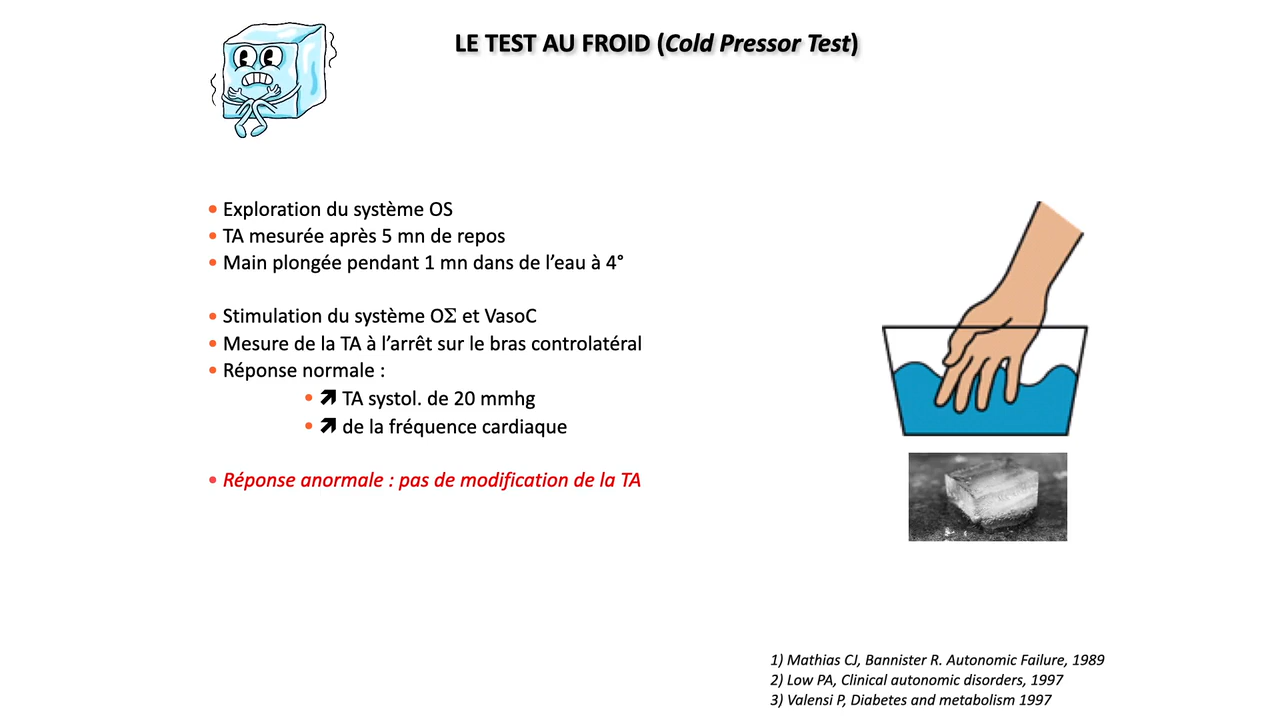 LE TEST AU FROID (Cold Pressor Test)
• Exploration du système OS
• TA mesurée après 5 mn de repos
• Main plongée pendant 1 mn dans de l’eau à 4°
• Stimulation du système OΣ et VasoC
• Mesure de la TA à l’arrêt sur le bras controlatéral
• Réponse normale :
• 🡽 TA systol. de 20 mmhg
• 🡽 de la fréquence cardiaque
• Réponse anormale : pas de modification de la TA
1) Mathias CJ, Bannister R. Autonomic Failure, 1989
2) Low PA, Clinical autonomic disorders, 1997
3) Valensi P, Diabetes and metabolism 1997